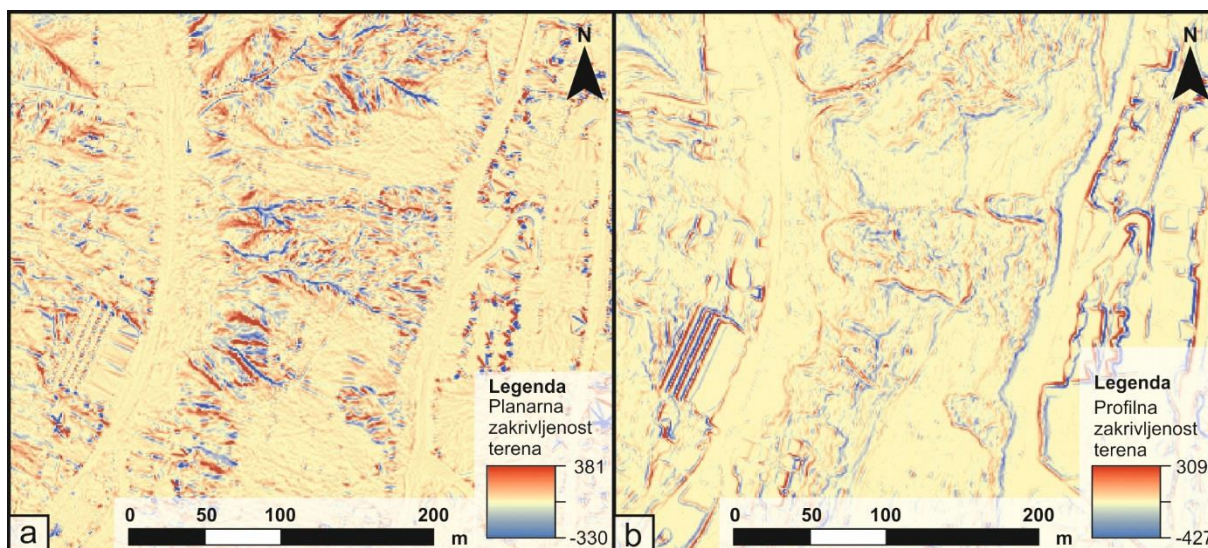 N
Legenda
Planarna
zakrivljenost
terena
381
-330
0 50 100 200
m
a
N
Legenda
Profilna
zakrivljenost
terena
309
-427
0 50 100 200
m
b